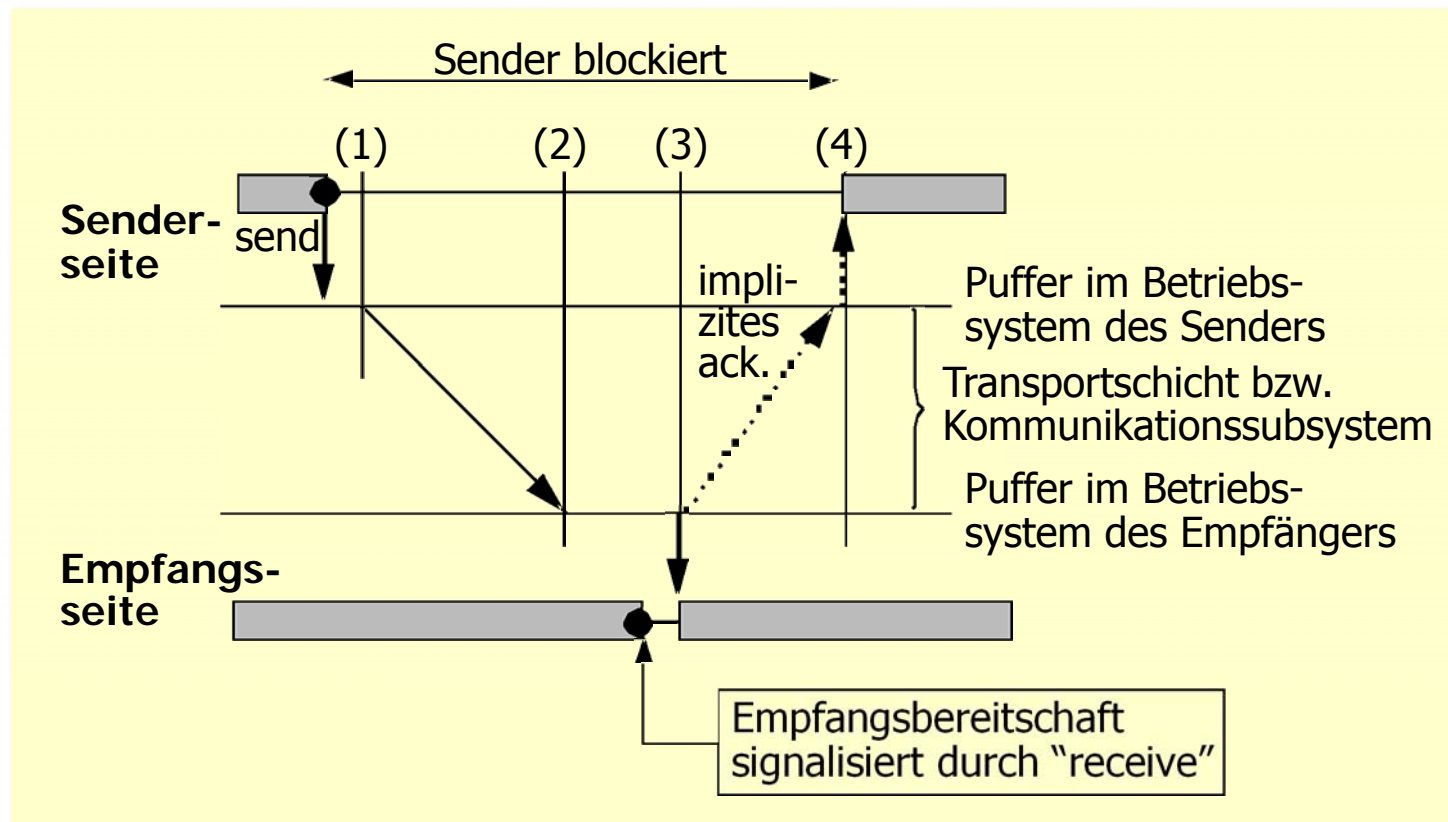 Sender blockiert
(1) (2) (3) (4)
Sender-
seite
send
impli-
zites
ack.
Puffer im Betriebs-
system des Senders
Transportschicht bzw.
Kommunikationssubsystem
Puffer im Betriebs-
system des Empfängers
Empfangs-
seite
Empfangsbereitschaft
signalisiert durch “receive”